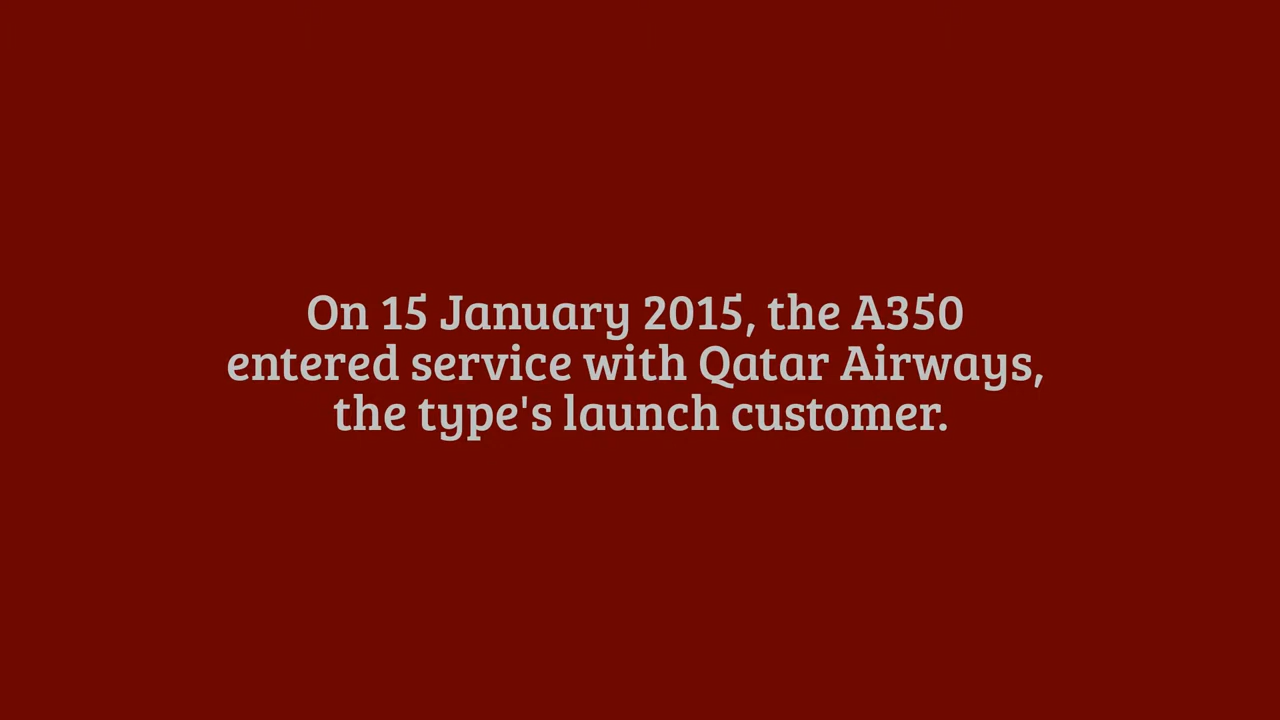 On 15 January 2015, the A350
entered service with Qatar Airways,
the type's launch customer.